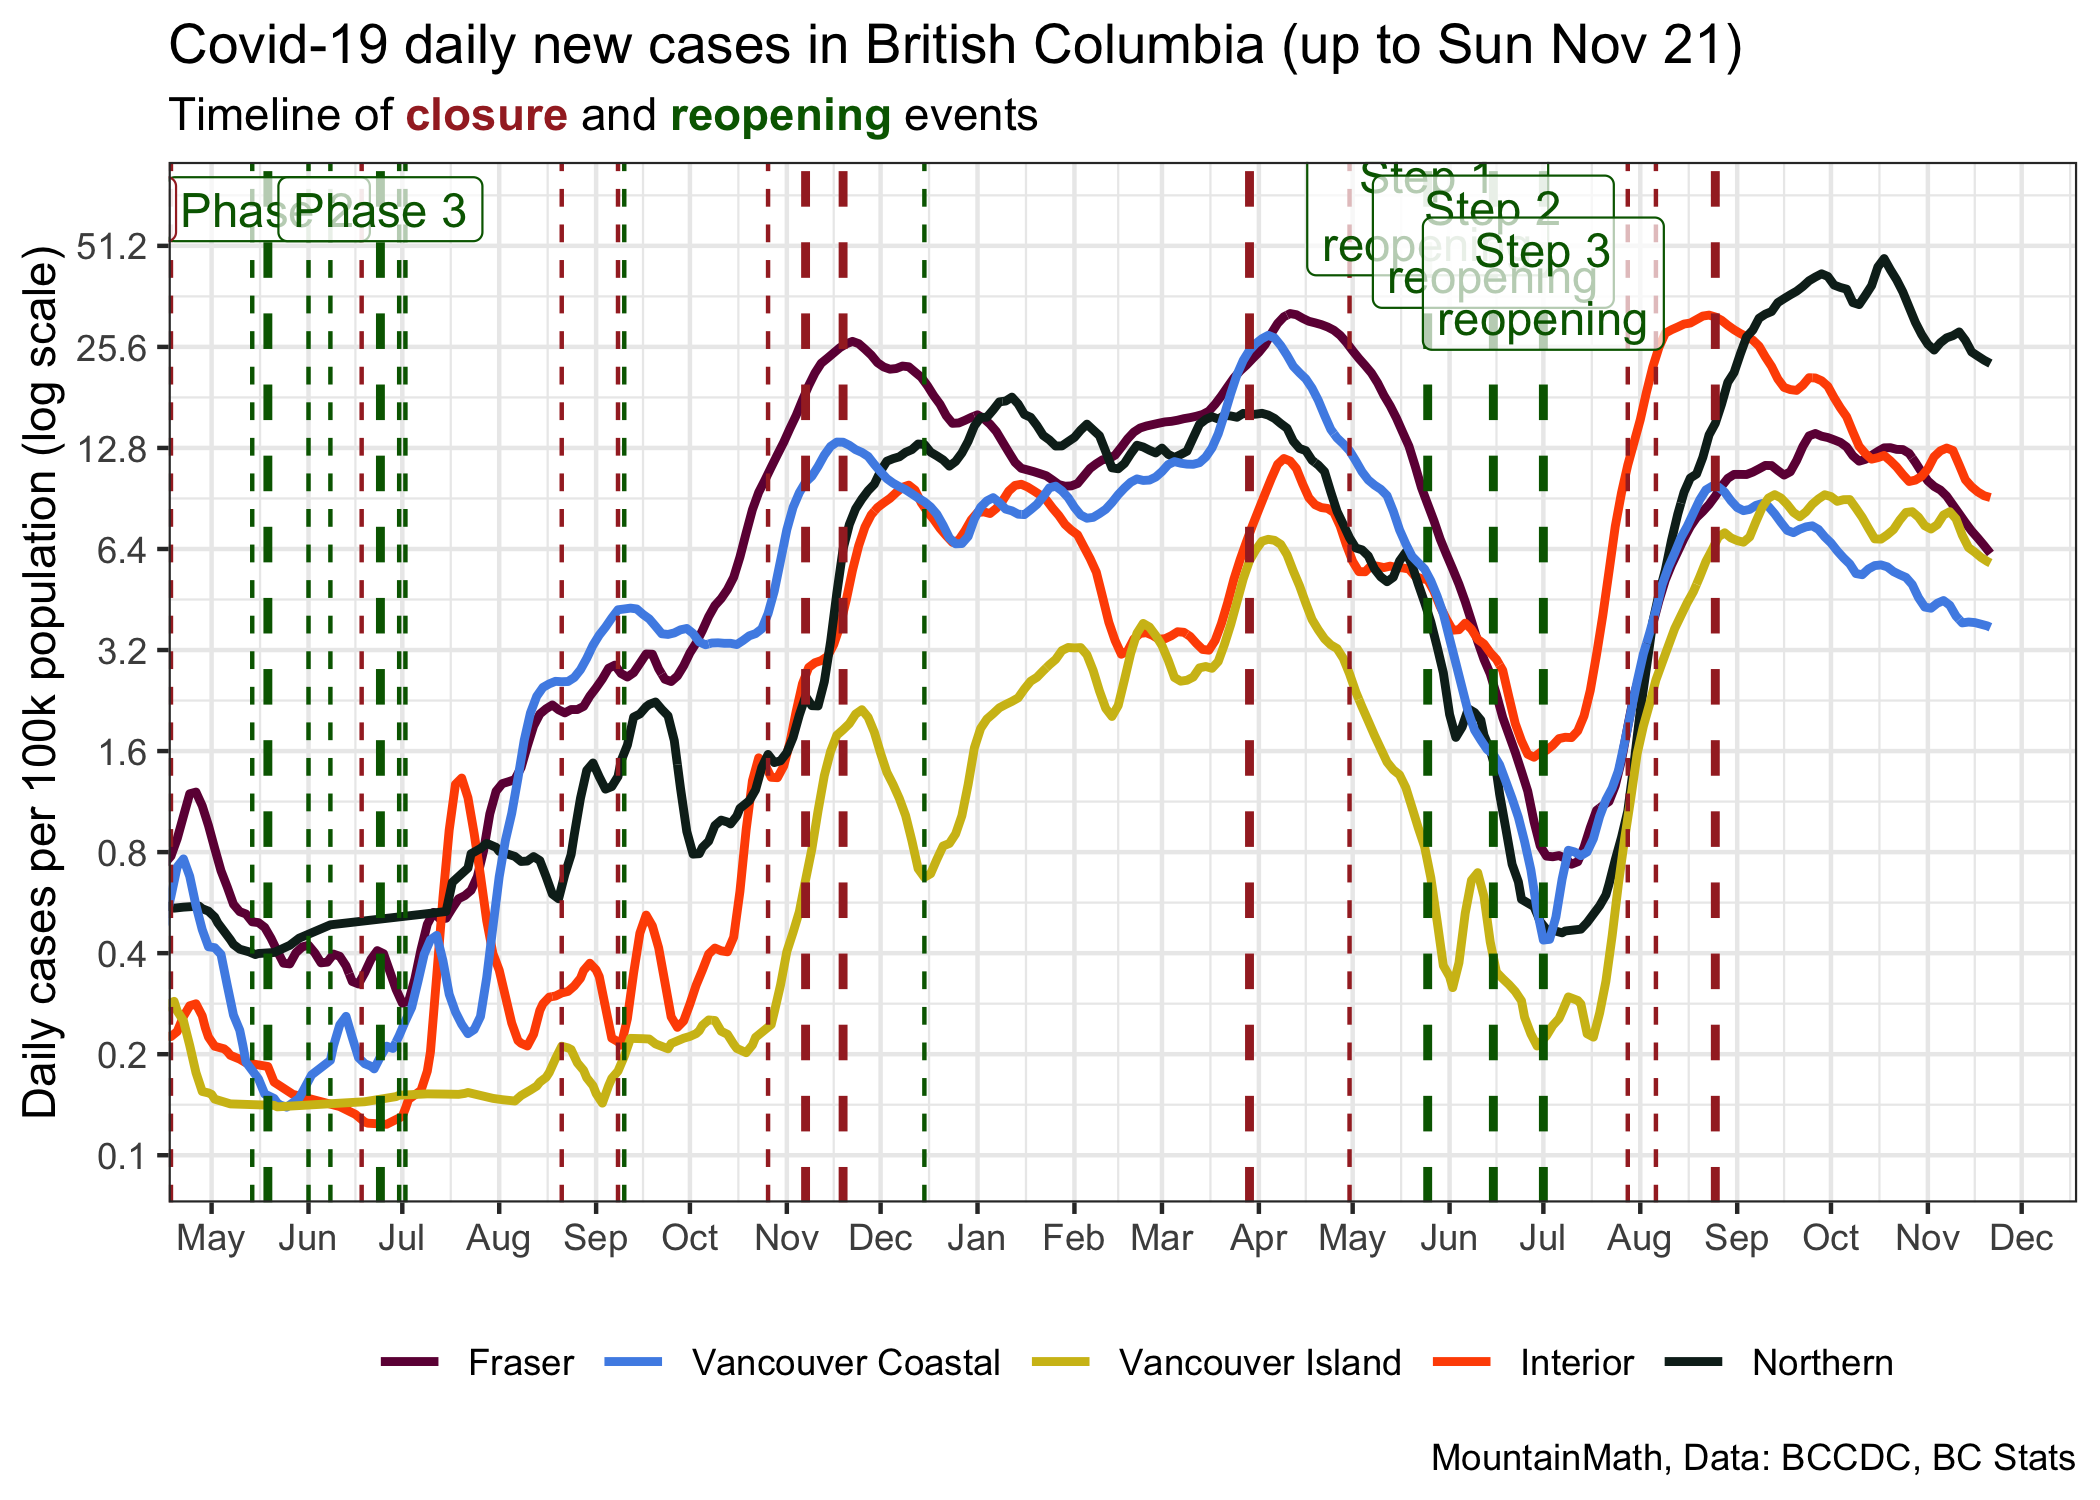 Covid-19 daily new cases in British Columbia (up to Sun Nov 21)
Timeline of closure and reopening events
Daily cases per 100k population (log scale)
51.2
25.6
12.8
6.4
3.2
1.6
0.8
0.4
0.2
0.1
Phase 2
Phase 3
Step 1
reopening
Step 2
reopening
Step 3
reopening
May Jun Jul Aug Sep Oct Nov Dec Jan Feb Mar Apr May Jun Jul Aug Sep Oct Nov Dec
Fraser Vancouver Coastal Vancouver Island Interior Northern
MountainMath, Data: BCCDC, BC Stats